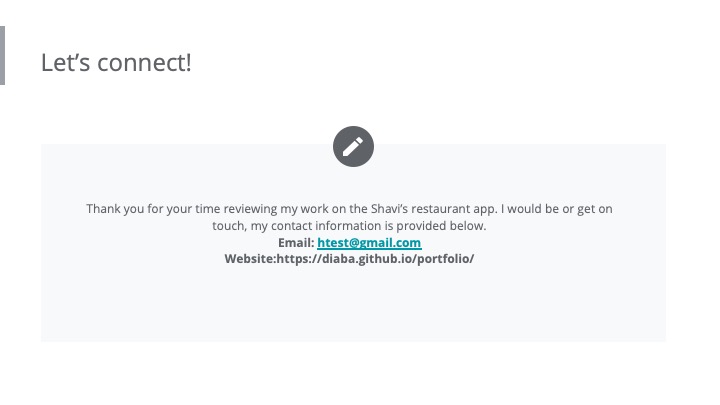 Let’s connect!
Thank you for your time reviewing my work on the Shavi’s restaurant app. I would be or get on
touch, my contact information is provided below.
Email: htest@gmail.com
Website:https://diaba.github.io/portfolio/